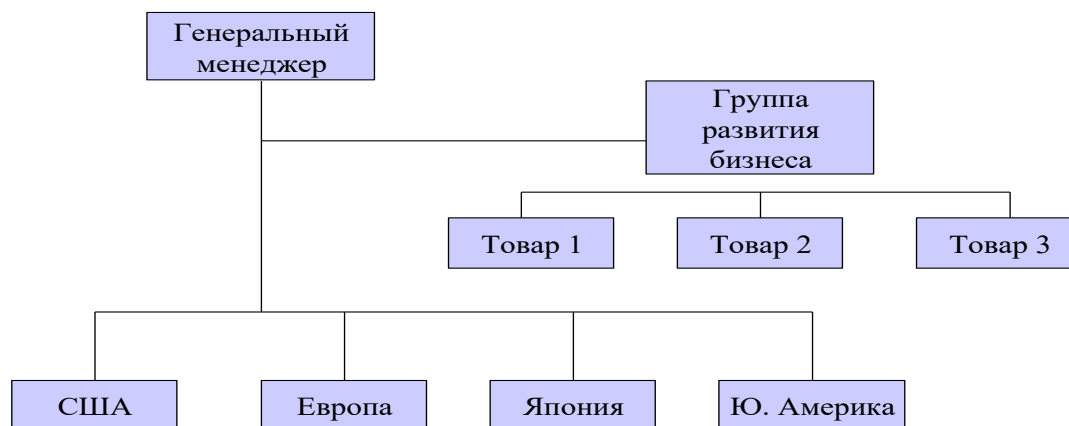 Генеральный
менеджер
Группа
развития
бизнеса
Товар 1
Товар 2
Товар 3
США
Европа
Япония
Ю. Америка